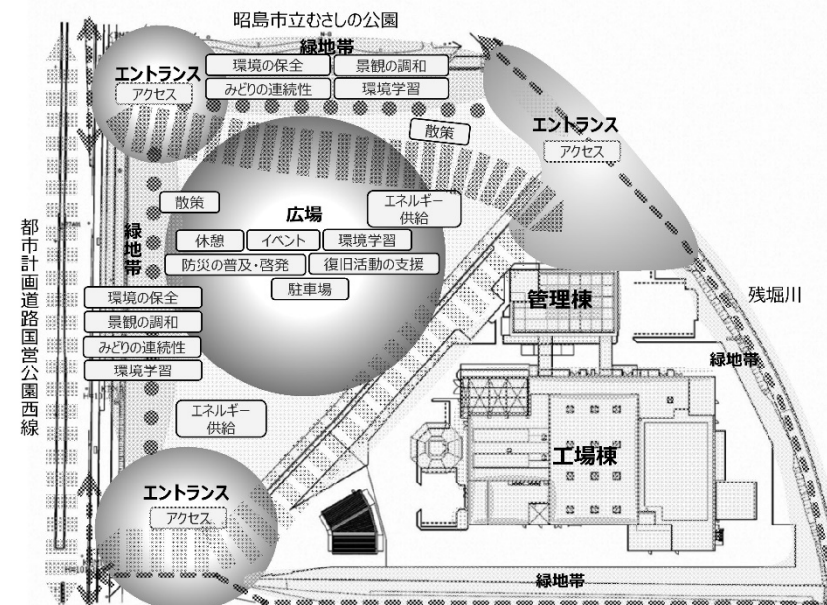 昭島市立むさしの公園
緑地帯
エントランス
アクセス
環境の保全
景観の調和
みどりの連続性
環境学習
散策
エントランス
アクセス
散策
広場
エネルギー
供給
休憩
イベント
環境学習
防災の普及・啓発
復旧活動の支援
駐車場
都市計画道路国営公園西線
緑地帯
環境の保全
景観の調和
みどりの連続性
環境学習
エネルギー
供給
管理棟
残堀川
緑地帯
工場棟
エントランス
アクセス
緑地帯